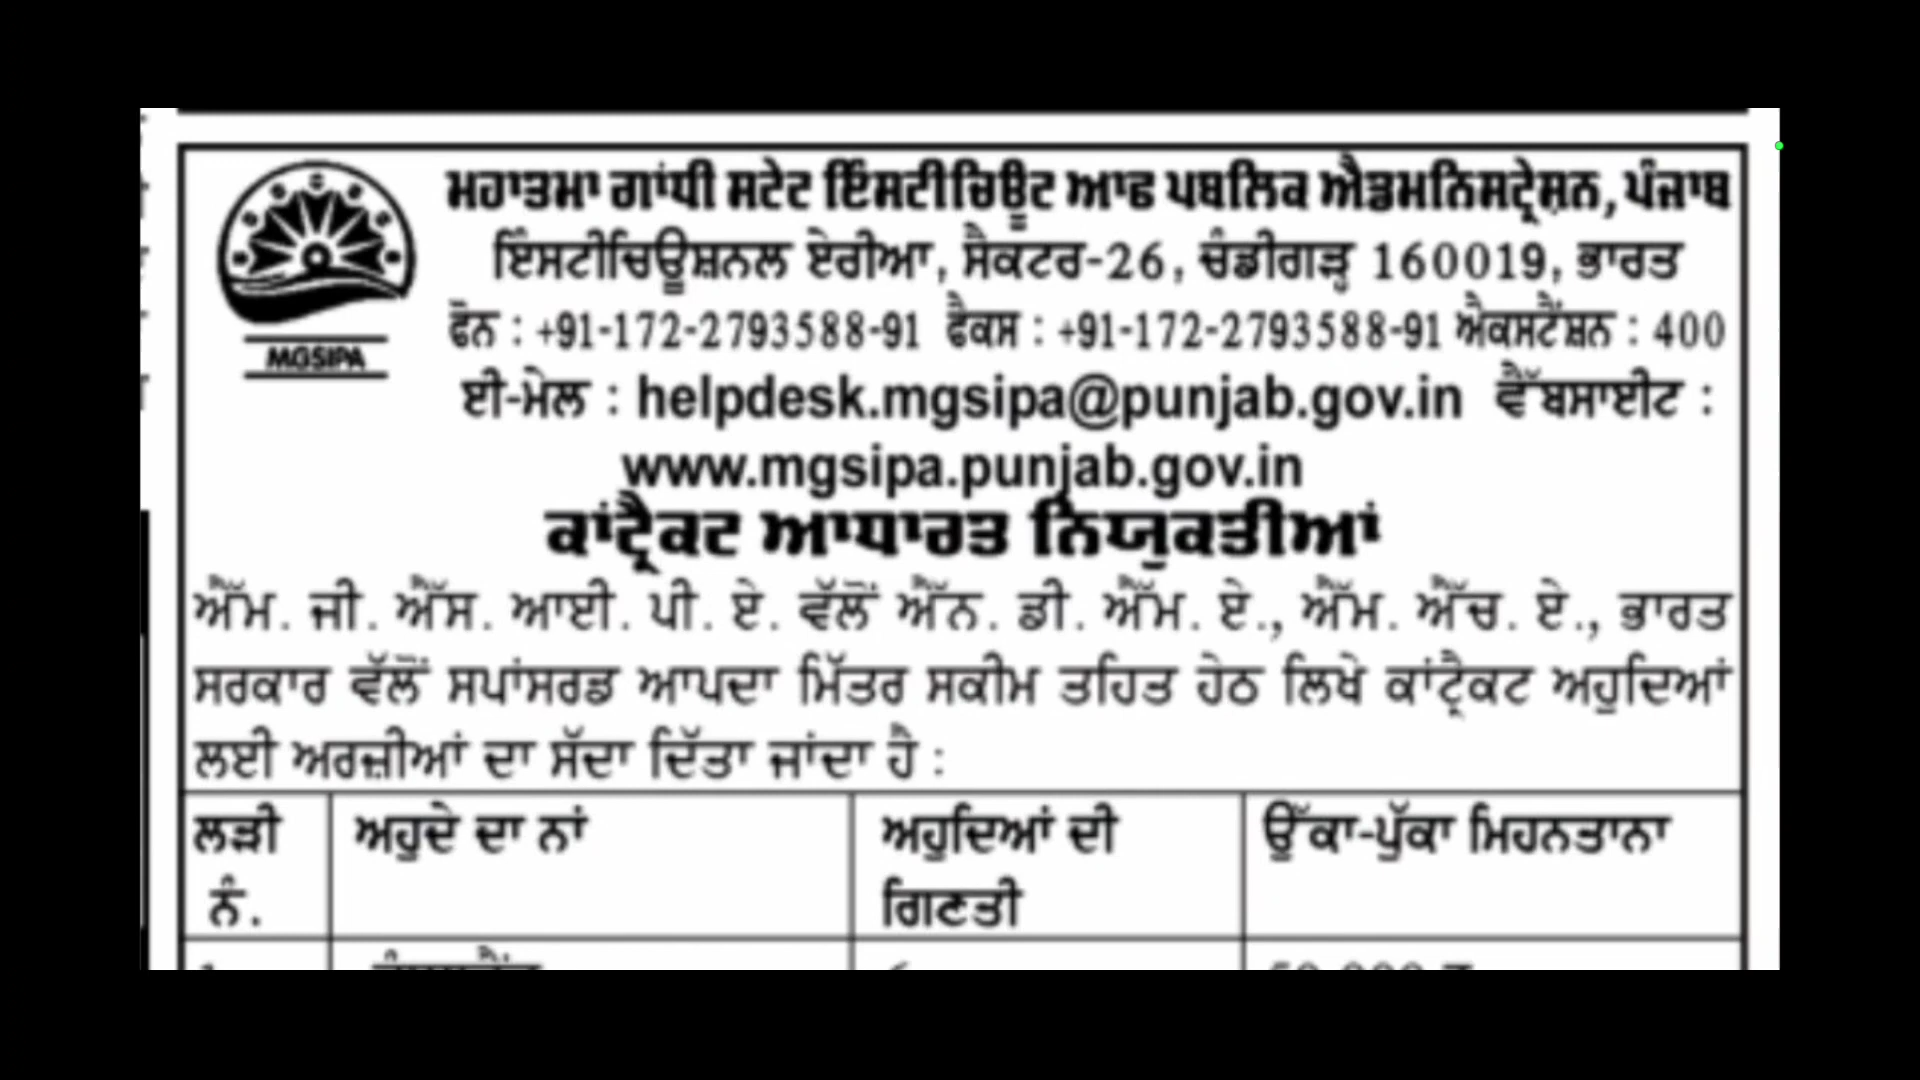 ਮਹਾਤਮਾ ਗਾਂਧੀ ਸਟੇਟ ਇੰਸਟੀਚਿਊਟ ਆਫ ਪਬਲਿਕ ਐਡਮਨਿਸਟ੍ਰੇਸ਼ਨ, ਪੰਜਾਬ
ਇੰਸਟੀਚਿਊਸ਼ਨਲ ਏਰੀਆ, ਸੈਕਟਰ-26, ਚੰਡੀਗੜ੍ਹ 160019, ਭਾਰਤ
ਫੋਨ : +91-172-2793588-91 ਫੈਕਸ : +91-172-2793588-91 ਐਕਸਟੈਂਸ਼ਨ : 400
MGSIPA
ਈ-ਮੇਲ : helpdesk.mgsipa@punjab.gov.in ਵੈੱਬਸਾਈਟ :
www.mgsipa.punjab.gov.in
ਕਾਂਟ੍ਰੈਕਟ ਆਧਾਰਤ ਨਿਯੁਕਤੀਆਂ
ਐੱਮ. ਜੀ. ਐੱਸ. ਆਈ. ਪੀ. ਏ. ਵੱਲੋਂ ਐੱਨ. ਡੀ. ਐੱਮ. ਏ., ਐੱਮ. ਐੱਚ. ਏ., ਭਾਰਤ
ਸਰਕਾਰ ਵੱਲੋਂ ਸਪਾਂਸਰਡ ਆਪਦਾ ਮਿੱਤਰ ਸਕੀਮ ਤਹਿਤ ਹੇਠ ਲਿਖੇ ਕਾਂਟ੍ਰੈਕਟ ਅਹੁਦਿਆਂ
ਲਈ ਅਰਜ਼ੀਆਂ ਦਾ ਸੱਦਾ ਦਿੱਤਾ ਜਾਂਦਾ ਹੈ :
ਲੜੀ ਨੰ. ਅਹੁਦੇ ਦਾ ਨਾਂ ਅਹੁਦਿਆਂ ਦੀ ਗਿਣਤੀ ਉੱਕਾ-ਪੁੱਕਾ ਮਿਹਨਤਾਨਾ